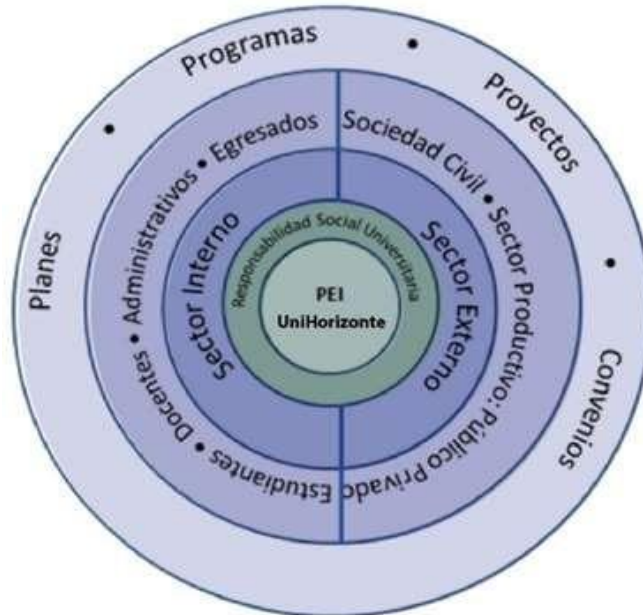 Planes • Programas • Proyectos • Convenios
Estudiantes • Docentes • Administrativos • Egresados
Sociedad Civil • Sector Productivo: Público Privado
Sector Interno
Sector Externo
Responsabilidad Social Universitaria
PEI
UniHorizonte